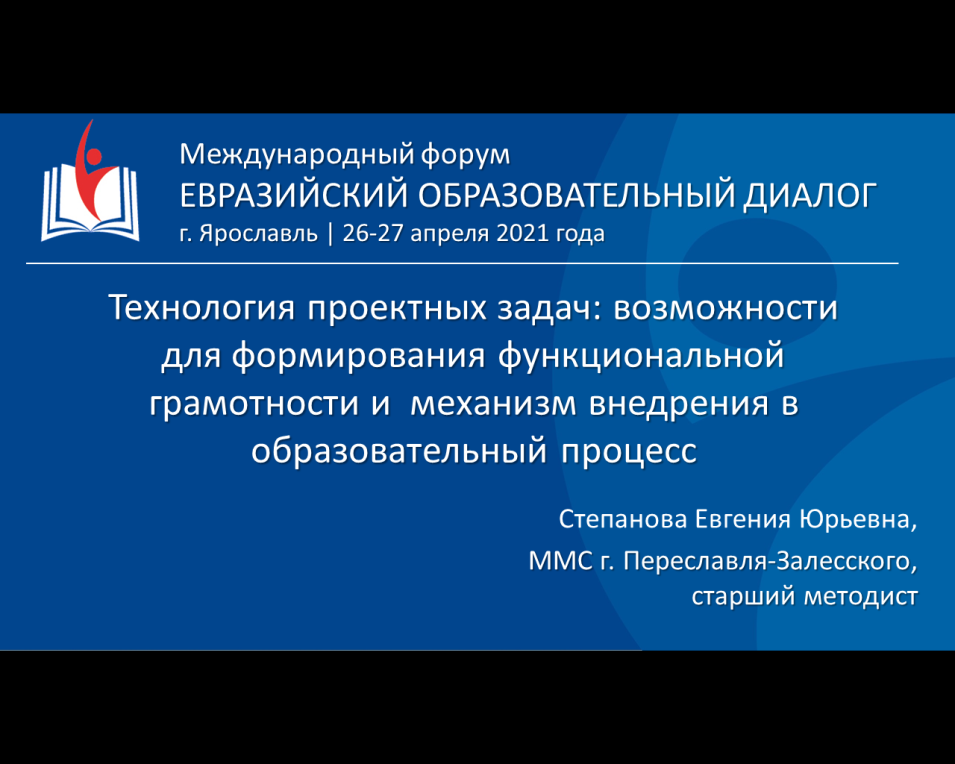 Международный форум
ЕВРАЗИЙСКИЙ ОБРАЗОВАТЕЛЬНЫЙ ДИАЛОГ
г. Ярославль | 26-27 апреля 2021 года
Технология проектных задач: возможности
для формирования функциональной
грамотности и  механизм внедрения в
образовательный процесс
Степанова Евгения Юрьевна,
ММС г. Переславля-Залесского,
старший методист